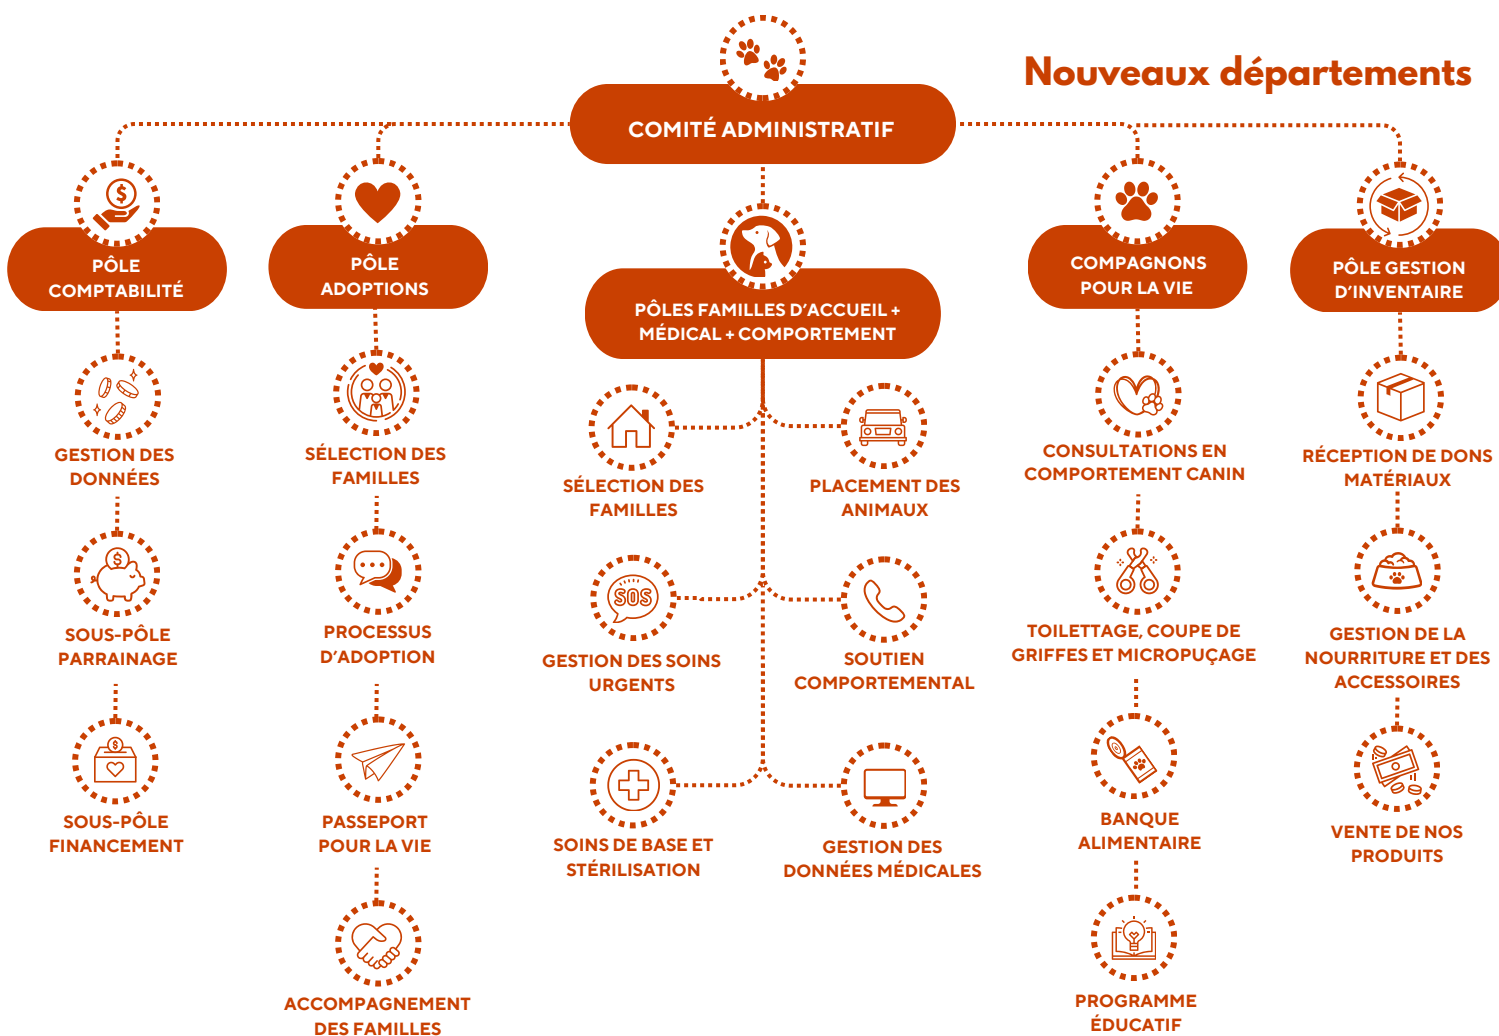 Nouveaux départements
COMITÉ ADMINISTRATIF
PÔLE
COMPTABILITÉ
GESTION DES
DONNÉES
SOUS-PÔLE
PARRAINAGE
SOUS-PÔLE
FINANCEMENT
PÔLE
ADOPTIONS
SÉLECTION DES
FAMILLES
PROCESSUS
D'ADOPTION
PASSEPORT
POUR LA VIE
ACCOMPAGNEMENT
DES FAMILLES
PÔLES FAMILLES D'ACCUEIL +
MÉDICAL + COMPORTEMENT
SÉLECTION DES
FAMILLES
PLACEMENT DES
ANIMAUX
SOS
GESTION DES SOINS
URGENTS
SOUTIEN
COMPORTEMENTAL
SOINS DE BASE ET
STÉRILISATION
GESTION DES
DONNÉES MÉDICALES
COMPAGNONS
POUR LA VIE
CONSULTATIONS EN
COMPORTEMENT CANIN
TOILETTAGE, COUPE DE
GRIFFES ET MICROPUÇAGE
BANQUE
ALIMENTAIRE
PROGRAMME
ÉDUCATIF
PÔLE GESTION
D'INVENTAIRE
RÉCEPTION DE DONS
MATÉRIAUX
GESTION DE LA
NOURRITURE ET DES
ACCESSOIRES
VENTE DE NOS
PRODUITS